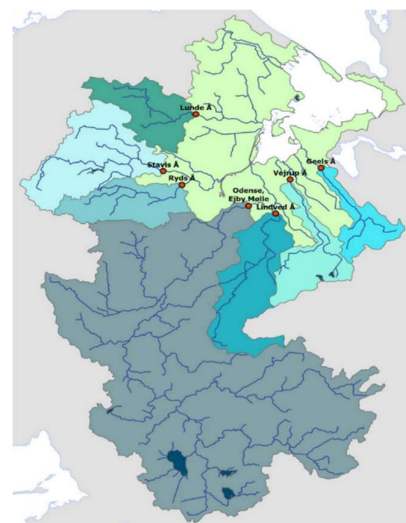 Lunde Å
Stavis Å
Ryds Å
Geels Å
Vejrup Å
Odense,
Ejby Mølle
Lindved Å